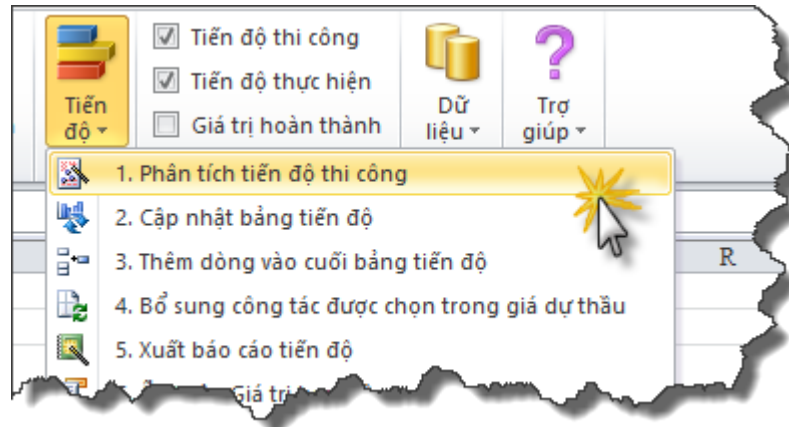 Tiến độ
Tiến độ thi công
Tiến độ thực hiện
Giá trị hoàn thành
Dữ liệu
Trợ giúp
1. Phân tích tiến độ thi công
2. Cập nhật bảng tiến độ
3. Thêm dòng vào cuối bảng tiến độ
4. Bổ sung công tác được chọn trong giá dự thầu
5. Xuất báo cáo tiến độ
Giá trị
R